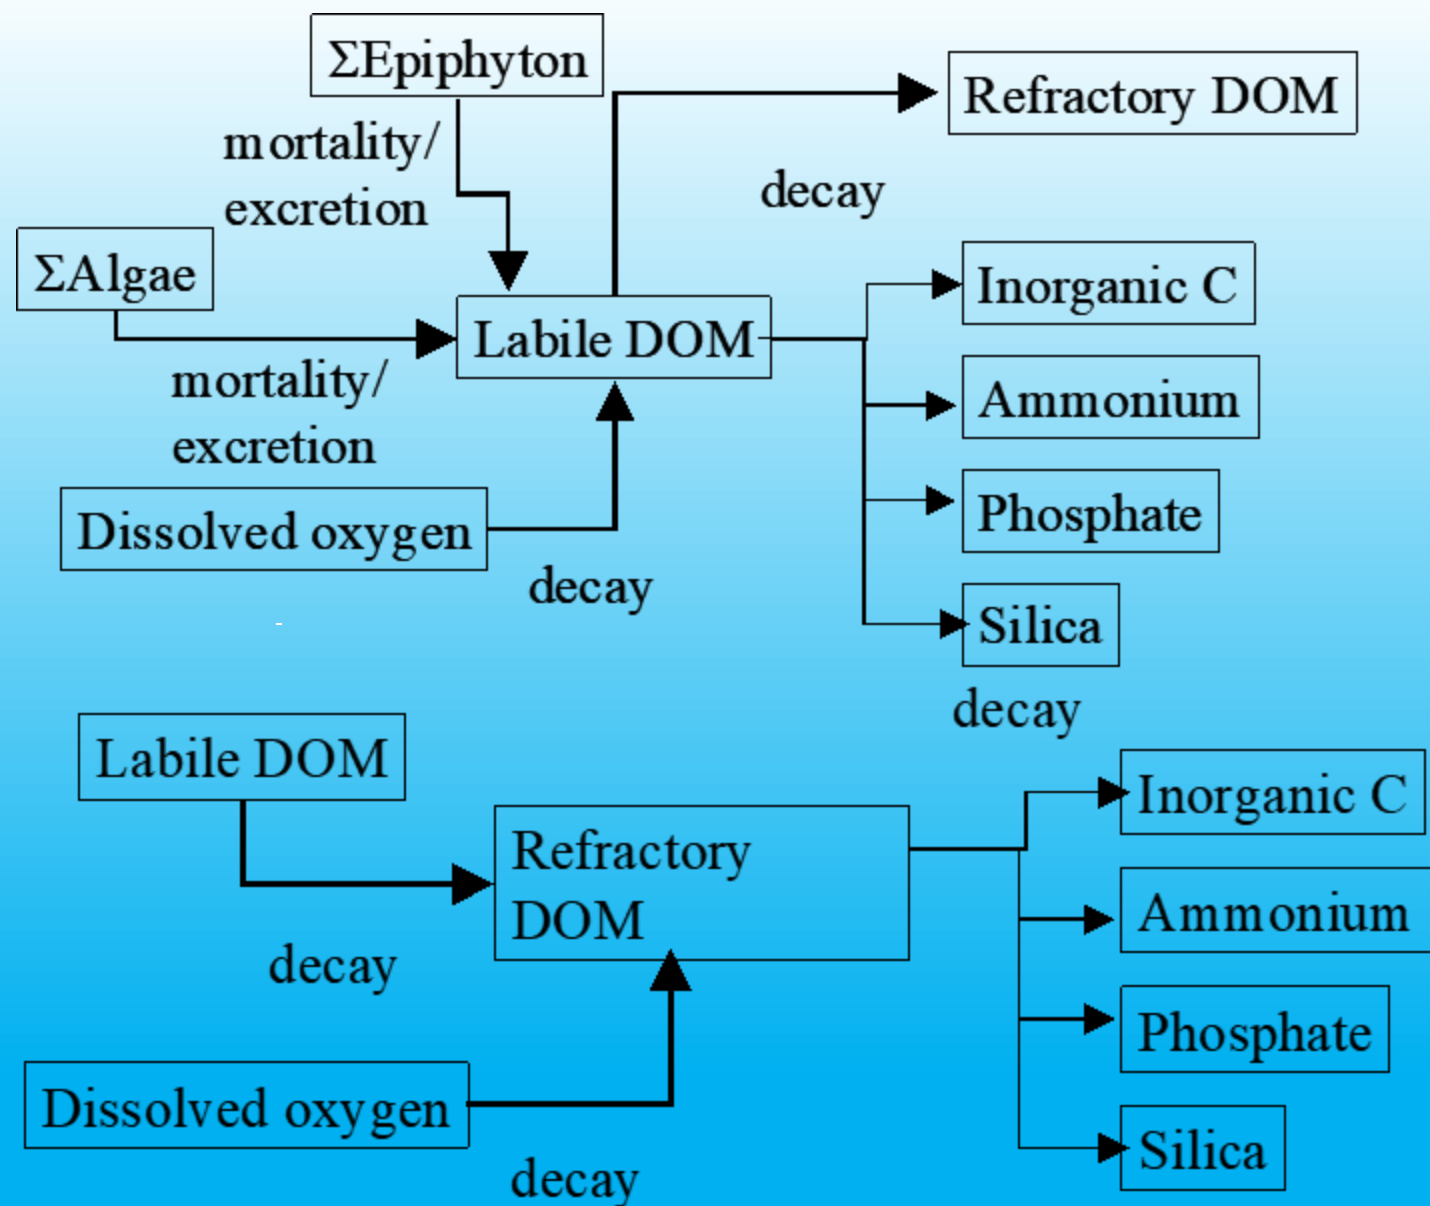 ΣEpiphyton
Refractory DOM
mortality/
excretion
decay
ΣAlgae
Inorganic C
Labile DOM
mortality/
excretion
Ammonium
Dissolved oxygen
Phosphate
decay
Silica
decay
Labile DOM
Inorganic C
Refractory
DOM
Ammonium
decay
Phosphate
Dissolved oxygen
Silica
decay